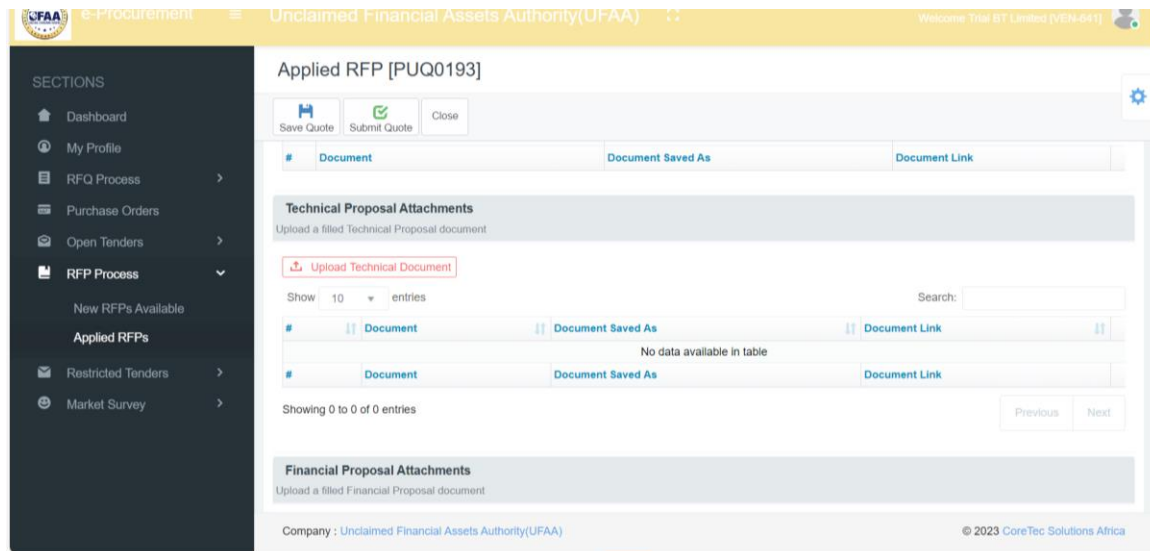 UFAA
e-Procurement
Unclaimed Financial Assets Authority(UFAA)
Welcome Trial BT Limited [VEN-641]
SECTIONS
Dashboard
My Profile
RFQ Process
Purchase Orders
Open Tenders
RFP Process
New RFPs Available
Applied RFPs
Restricted Tenders
Market Survey
Applied RFP [PUQ0193]
Save Quote Submit Quote Close
# Document Document Saved As Document Link
Technical Proposal Attachments
Upload a filled Technical Proposal document
Upload Technical Document
Show 10 entries Search:
# Document Document Saved As Document Link
No data available in table
# Document Document Saved As Document Link
Showing 0 to 0 of 0 entries
Previous Next
Financial Proposal Attachments
Upload a filled Financial Proposal document
Company : Unclaimed Financial Assets Authority(UFAA) © 2023 CoreTec Solutions Africa